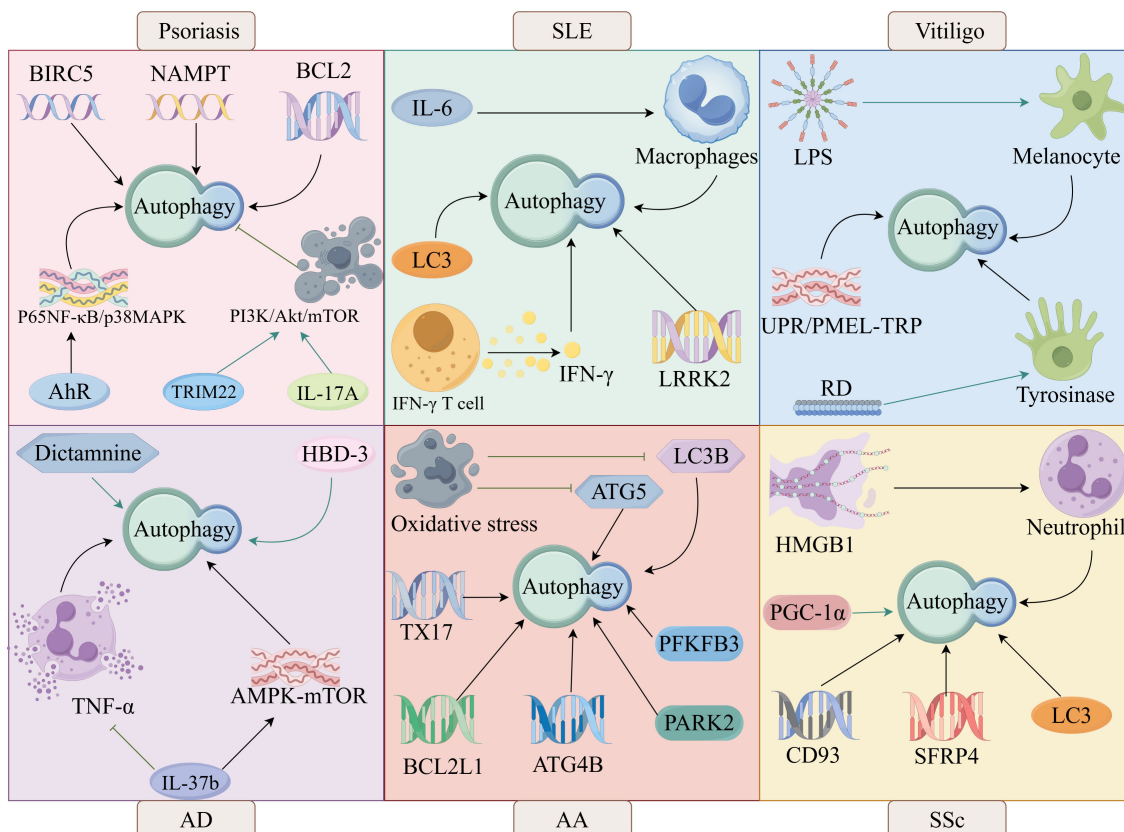 Psoriasis
BIRC5
NAMPT
BCL2
Autophagy
P65NF-κB/p38MAPK
PI3K/Akt/mTOR
AhR
TRIM22
IL-17A
SLE
IL-6
Macrophages
Autophagy
LC3
IFN-γ
LRRK2
IFN-γ T cell
Vitiligo
LPS
Melanocyte
Autophagy
UPR/PMEL-TRP
RD
Tyrosinase
Dictamnine
HBD-3
Autophagy
TNF-α
AMPK-mTOR
IL-37b
AD
LC3B
ATG5
Oxidative stress
Autophagy
TX17
PFKFB3
PARK2
BCL2L1
ATG4B
AA
HMGB1
Neutrophil
PGC-1α
Autophagy
CD93
SFRP4
LC3
SSc